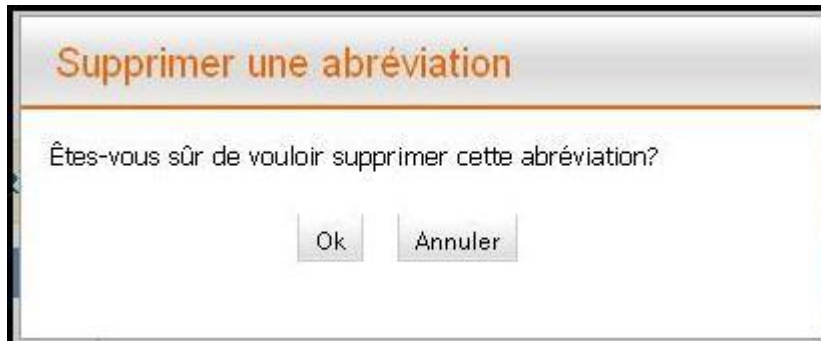 Supprimer une abréviation
Êtes-vous sûr de vouloir supprimer cette abréviation?
Ok Annuler